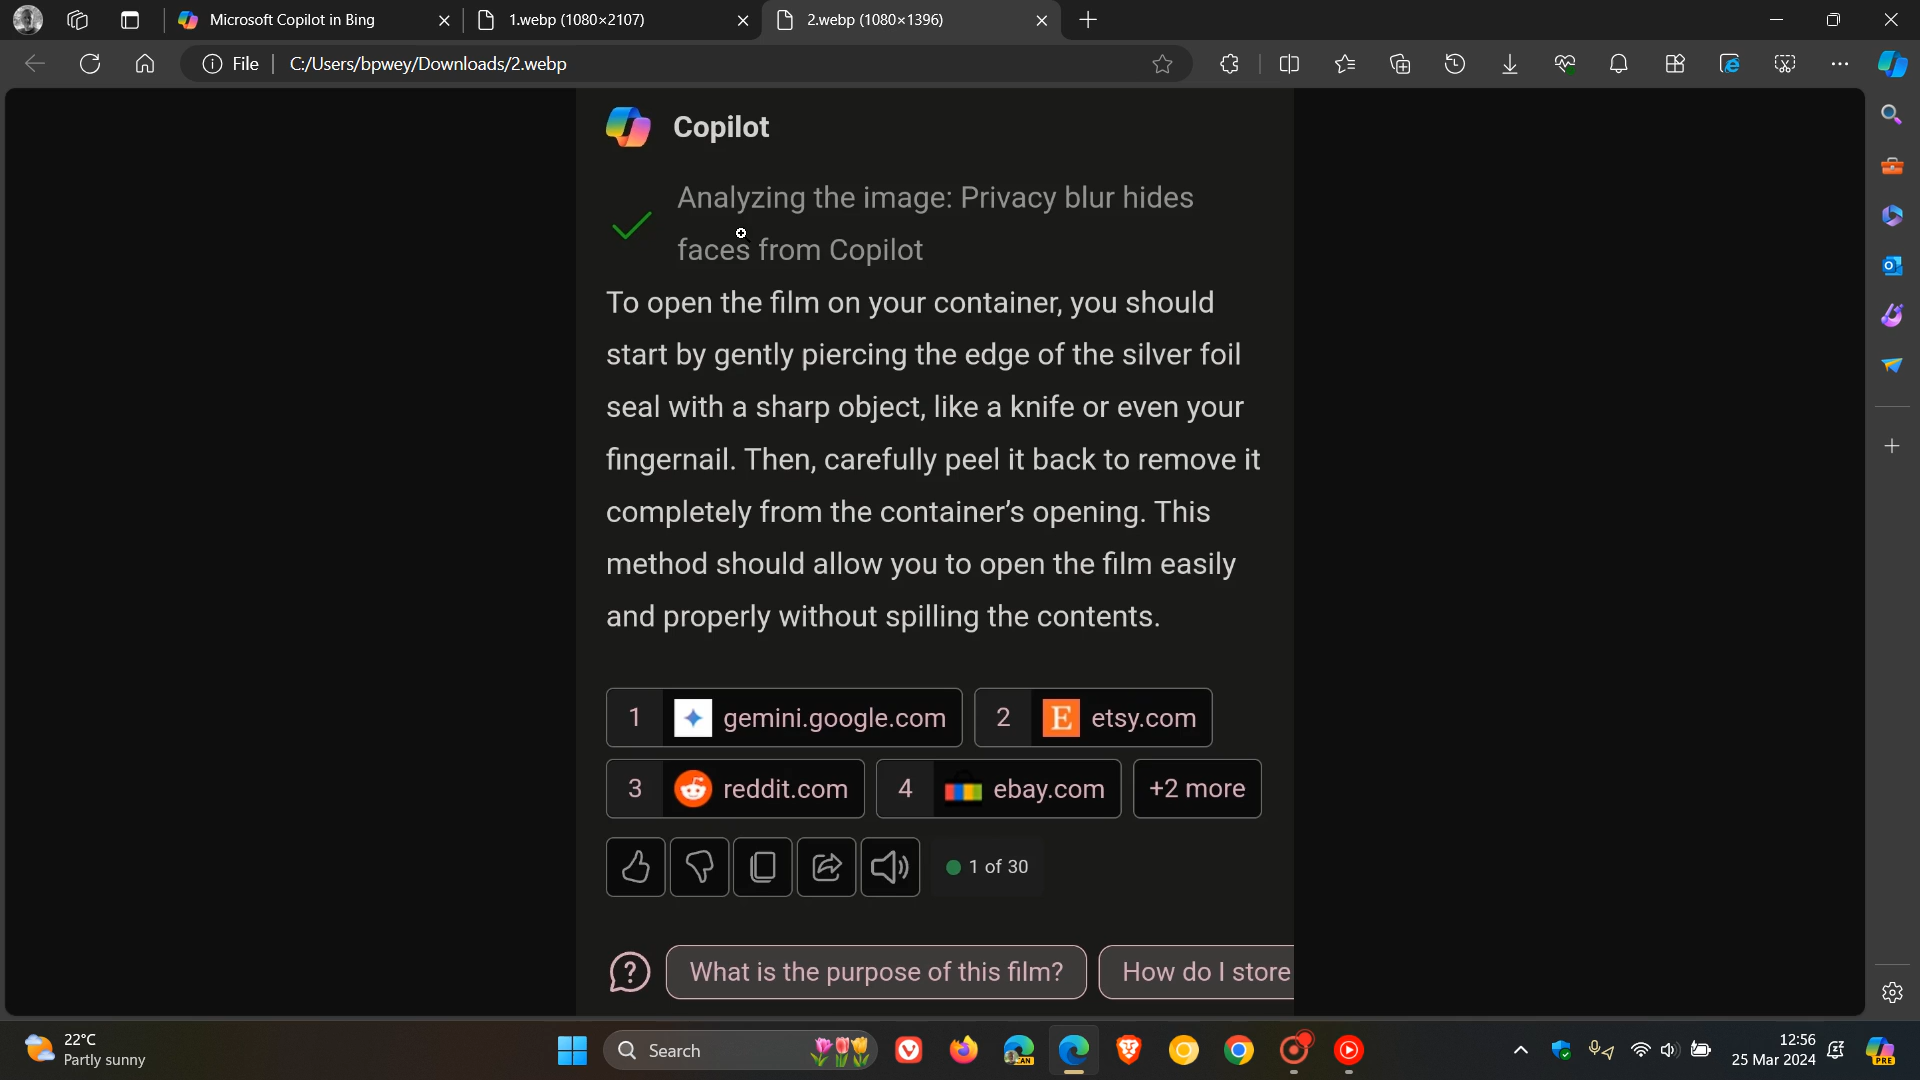 Microsoft Copilot in Bing
1.webp (1080×2107)
2.webp (1080×1396)
File
C:/Users/bpwey/Downloads/2.webp
Copilot
Analyzing the image: Privacy blur hides
faces from Copilot
To open the film on your container, you should
start by gently piercing the edge of the silver foil
seal with a sharp object, like a knife or even your
fingernail. Then, carefully peel it back to remove it
completely from the container's opening. This
method should allow you to open the film easily
and properly without spilling the contents.
1 gemini.google.com
2 E etsy.com
3 reddit.com
4 ebay.com
+2 more
1 of 30
What is the purpose of this film?
How do I store
22°C
Partly sunny
Search
CAN
12:56
25 Mar 2024
PRE